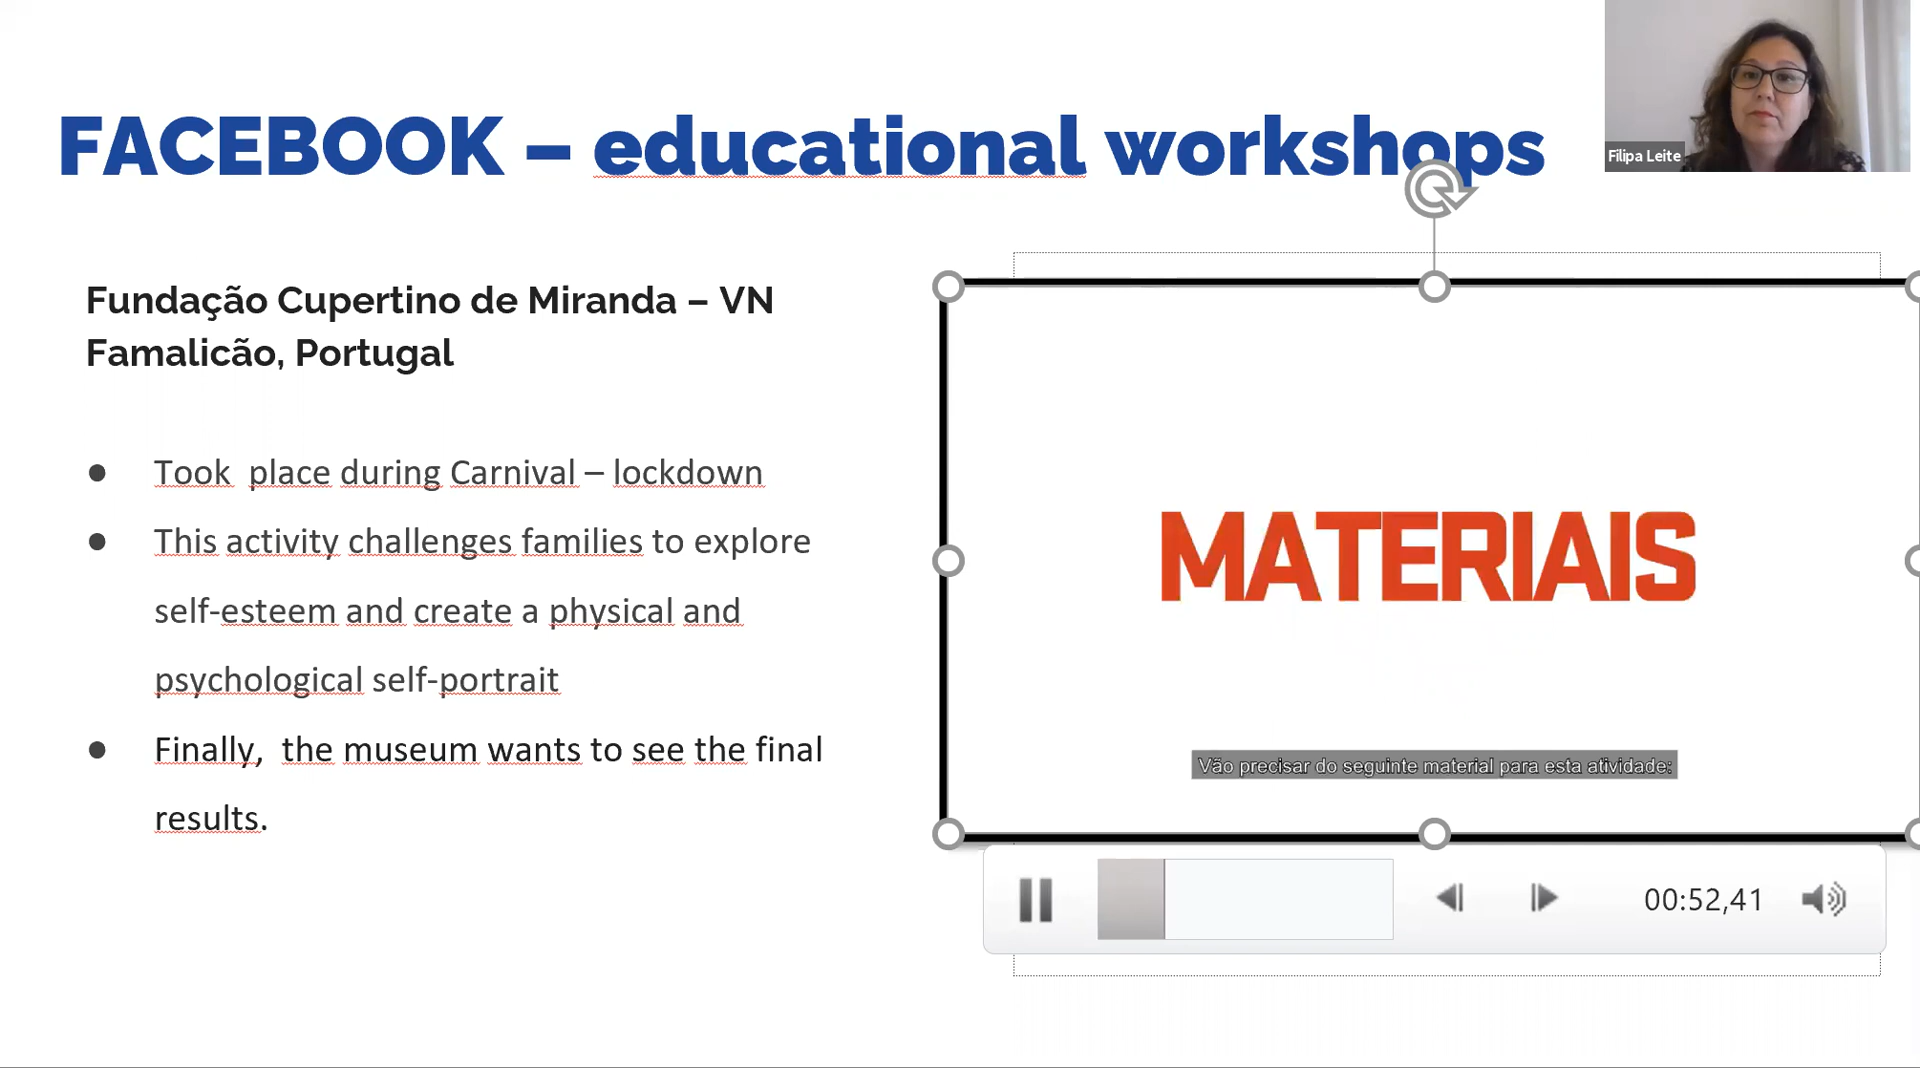 FACEBOOK – educational workshops
Filipa Leite
Fundação Cupertino de Miranda – VN
Famalicão, Portugal
● Took  place during Carnival – lockdown
● This activity challenges families to explore
self-esteem and create a physical and
psychological self-portrait
● Finally,  the museum wants to see the final
results.
MATERIAIS
Vão precisar do seguinte material para esta atividade:
00:52,41